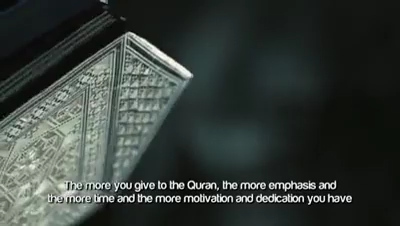 The more you give to the Quran, the more emphasis and
the more time and the more motivation and dedication you have